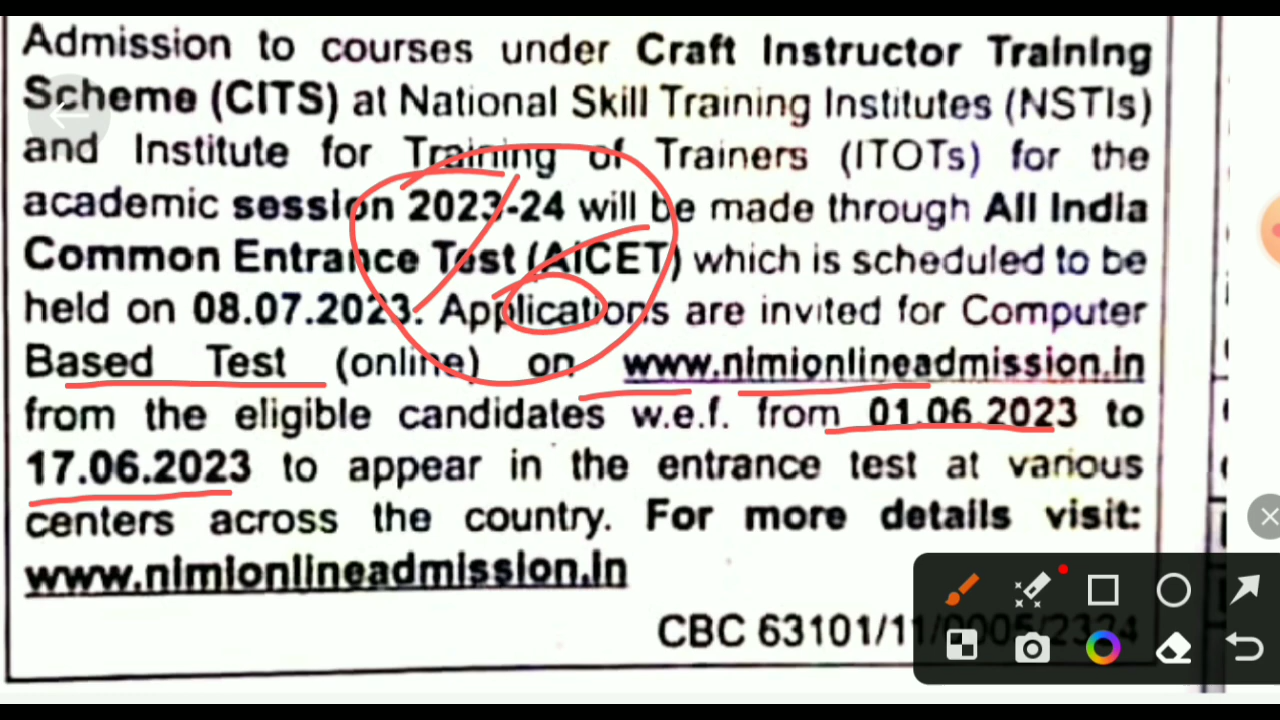 Admission to courses under Craft Instructor Training
Scheme (CITS) at National Skill Training Institutes (NSTIs)
and Institute for Training of Trainers (ITOTs) for the
academic session 2023-24 will be made through All India
Common Entrance Test (AICET) which is scheduled to be
held on 08.07.2023. Applications are invited for Computer
Based Test (online) on www.nimionlineadmission.in
from the eligible candidates w.e.f. from 01.06.2023 to
17.06.2023 to appear in the entrance test at various
centers across the country. For more details visit:
www.nimionlineadmission.in
CBC 63101/11/0005/2324